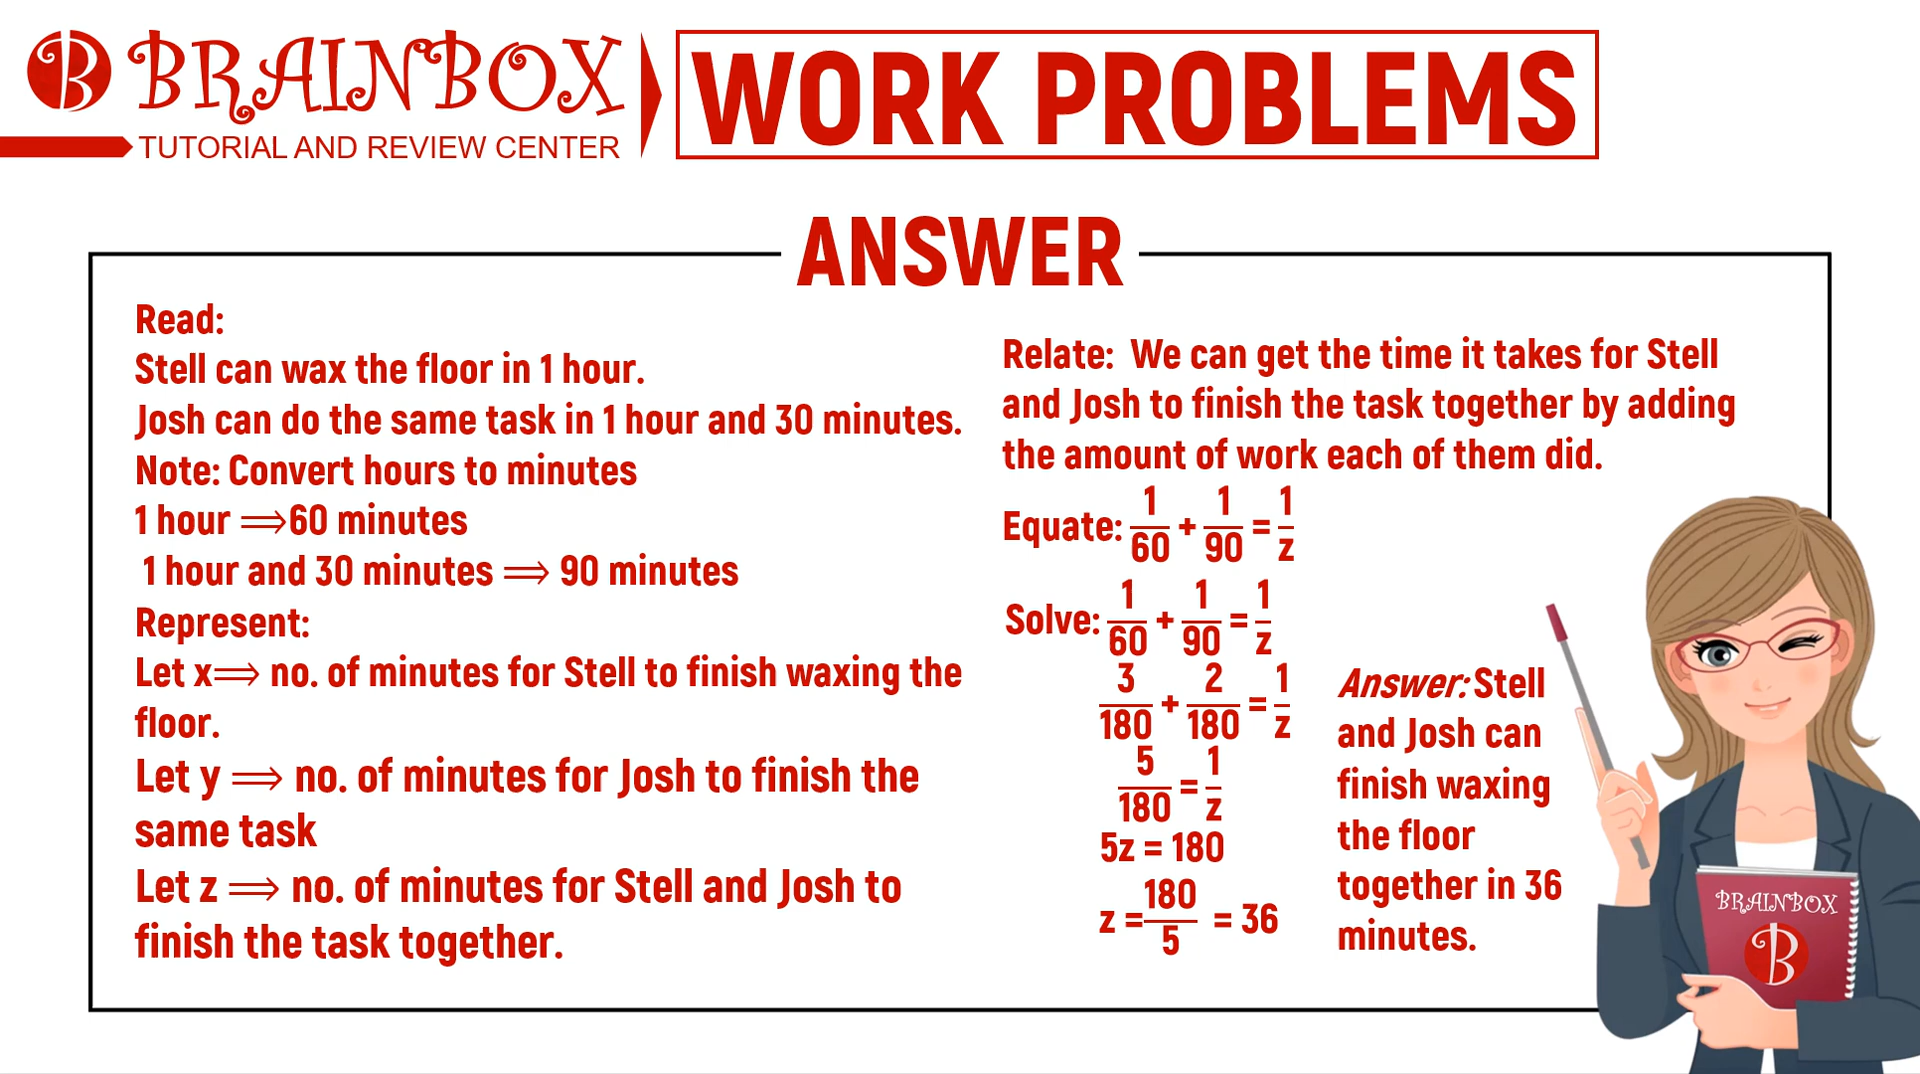 B BRAINBOX
TUTORIAL AND REVIEW CENTER
WORK PROBLEMS
ANSWER
Read:
Stell can wax the floor in 1 hour.
Josh can do the same task in 1 hour and 30 minutes.
Note: Convert hours to minutes
1 hour ⟹60 minutes
1 hour and 30 minutes ⟹ 90 minutes
Represent:
Let x⟹ no. of minutes for Stell to finish waxing the
floor.
Let y ⟹ no. of minutes for Josh to finish the
same task
Let z ⟹ no. of minutes for Stell and Josh to
finish the task together.
Relate: We can get the time it takes for Stell
and Josh to finish the task together by adding
the amount of work each of them did.
Equate: 1/60 + 1/90 = 1/z
Solve: 1/60 + 1/90 = 1/z
3/180 + 2/180 = 1/z
5/180 = 1/z
5z = 180
z = 180/5 = 36
Answer: Stell
and Josh can
finish waxing
the floor
together in 36
minutes.
BRAINBOX
B